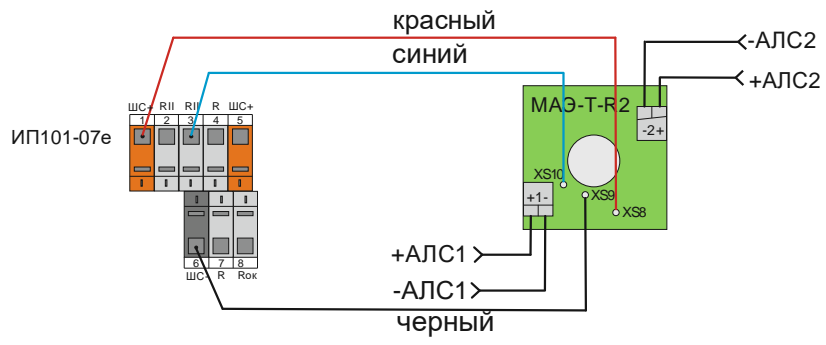 красный
синий
-АЛС2
+АЛС2
ШС+ RII RII R ШС+
1 2 3 4 5
ИП101-07е
МАЭ-Т-R2
-2+
XS10
XS9
XS8
+1-
6 7 8
ШС- R Rок
+АЛС1
-АЛС1
черный